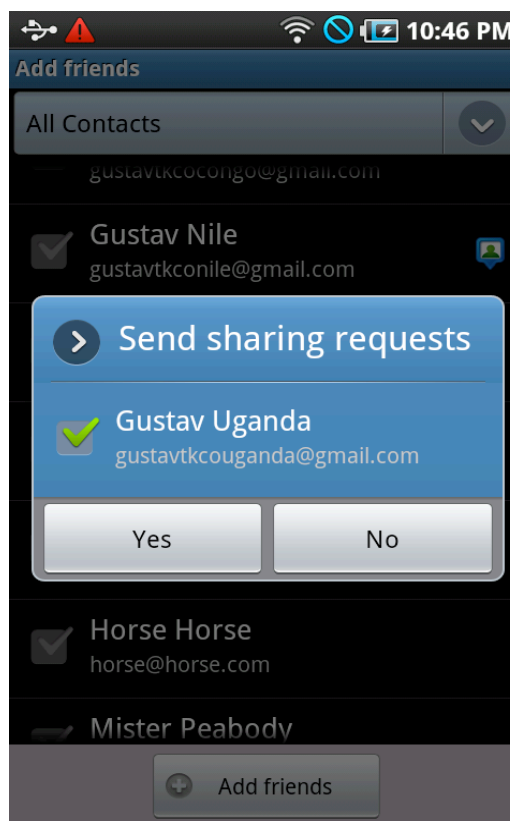 10:46 PM
Add friends
All Contacts
gustavtkcocongo@gmail.com
Gustav Nile
gustavtkconile@gmail.com
Send sharing requests
Gustav Uganda
gustavtkcouganda@gmail.com
Yes
No
Horse Horse
horse@horse.com
Mister Peabody
Add friends